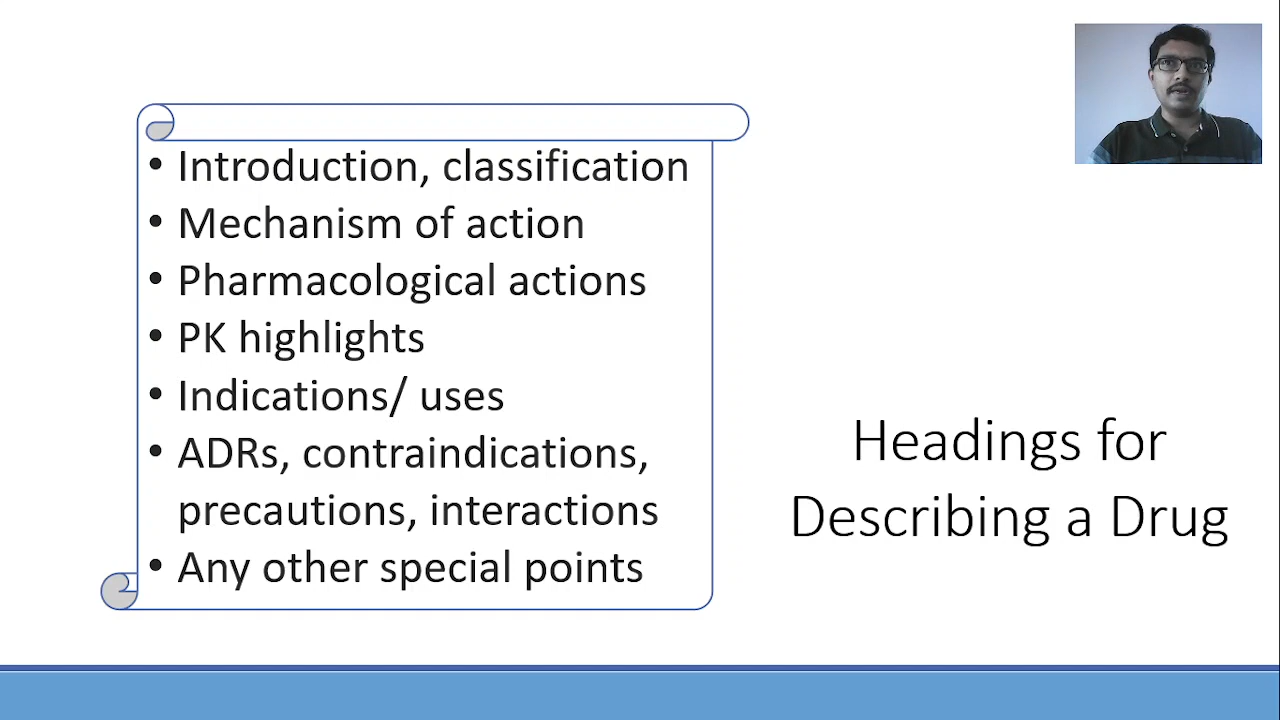 • Introduction, classification
• Mechanism of action
• Pharmacological actions
• PK highlights
• Indications/ uses
• ADRs, contraindications,
precautions, interactions
• Any other special points
Headings for
Describing a Drug